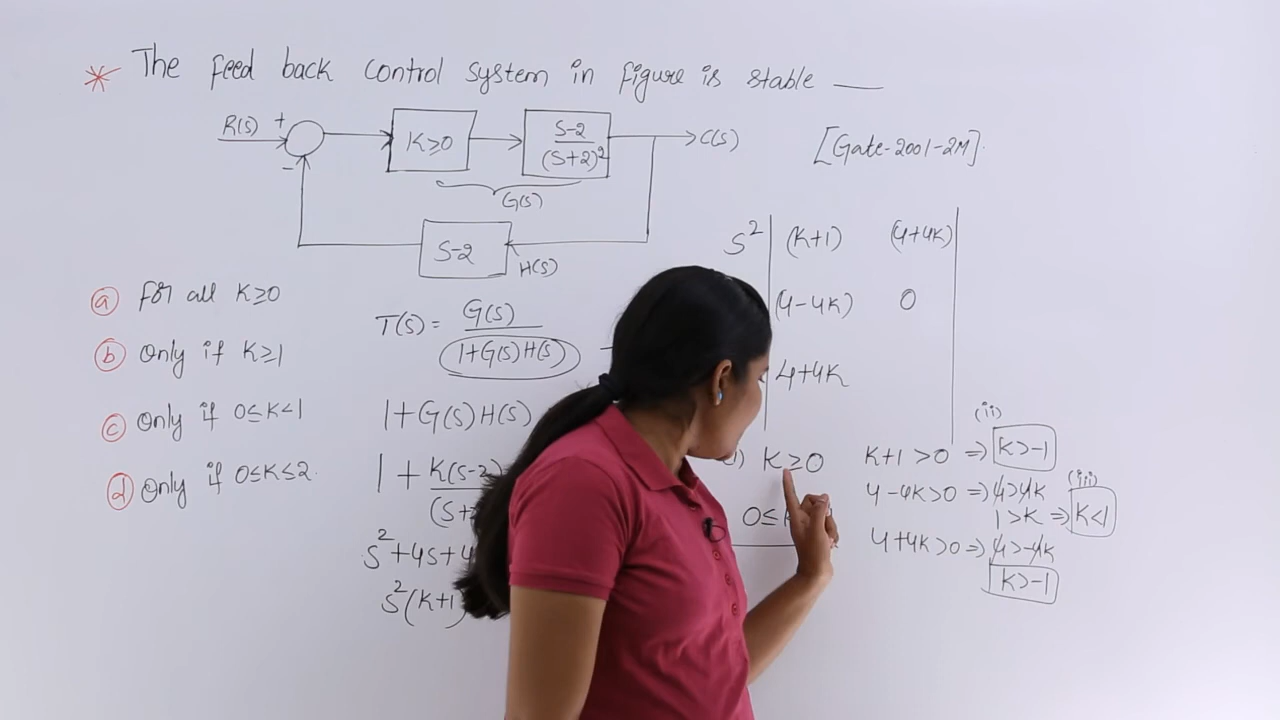 * The feed back control system in figure is stable ___
[Gate-2001-2M].
R(s) + K≥0 S-2/(S+2)² C(s)
-
G(s)
S-2
H(s)
ⓐ for all K≥0
ⓑ Only if K≥1
ⓒ Only if 0≤K<1
ⓓ Only if 0≤K≤2.
T(s) = G(s)/(1+G(s)H(s))
1+G(s)H(s)
1 + K(s-2)
(S+
S²+4S+4
S²(K+1)
S² (K+1) (4+4K)
(4-4K) 0
4+4K
K≥0
0≤K
K+1>0 ⇒ K>-1 (ii)
4-4K>0 ⇒ 4>4K
1>K ⇒ K<1 (iii)
4+4K>0 ⇒ 4>-4K
K>-1